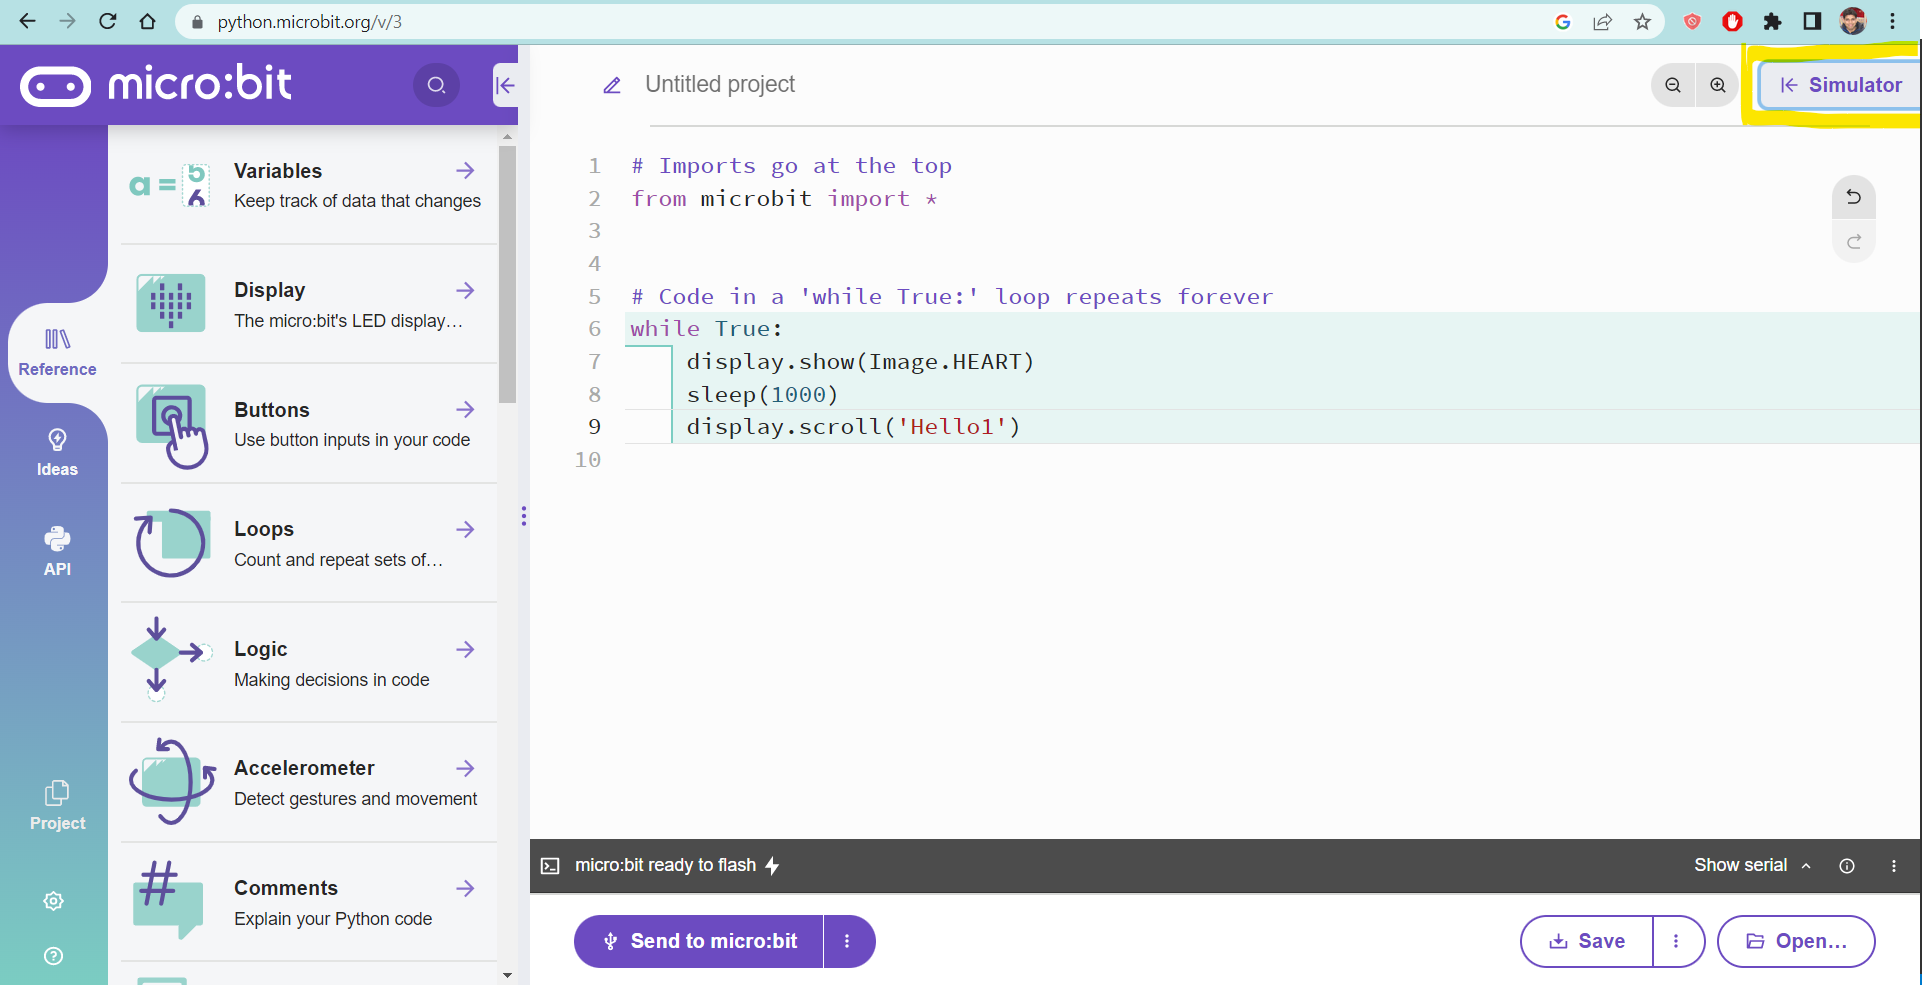 python.microbit.org/v/3
micro:bit
Untitled project
Simulator
Reference
Ideas
API
Project
a = 5 6
Variables
Keep track of data that changes
Display
The micro:bit's LED display…
Buttons
Use button inputs in your code
Loops
Count and repeat sets of…
Logic
Making decisions in code
Accelerometer
Detect gestures and movement
#
Comments
Explain your Python code
1 # Imports go at the top
2 from microbit import *
3
4
5 # Code in a 'while True:' loop repeats forever
6 while True:
7 display.show(Image.HEART)
8 sleep(1000)
9 display.scroll('Hello1')
10
micro:bit ready to flash
Show serial
Send to micro:bit
Save
Open...